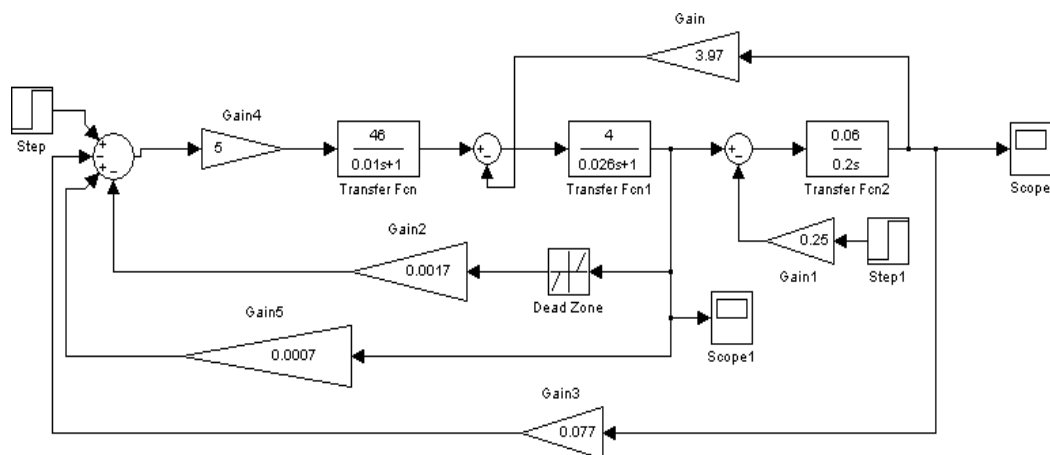 Gain
3.97
Step
+
−
+
−
Gain4
5
46
0.01s+1
Transfer Fcn
+
−
4
0.026s+1
Transfer Fcn1
+
−
0.06
0.2s
Transfer Fcn2
Scope
Gain2
0.0017
Dead Zone
0.25
Gain1
Step1
Gain5
0.0007
Scope1
Gain3
0.077